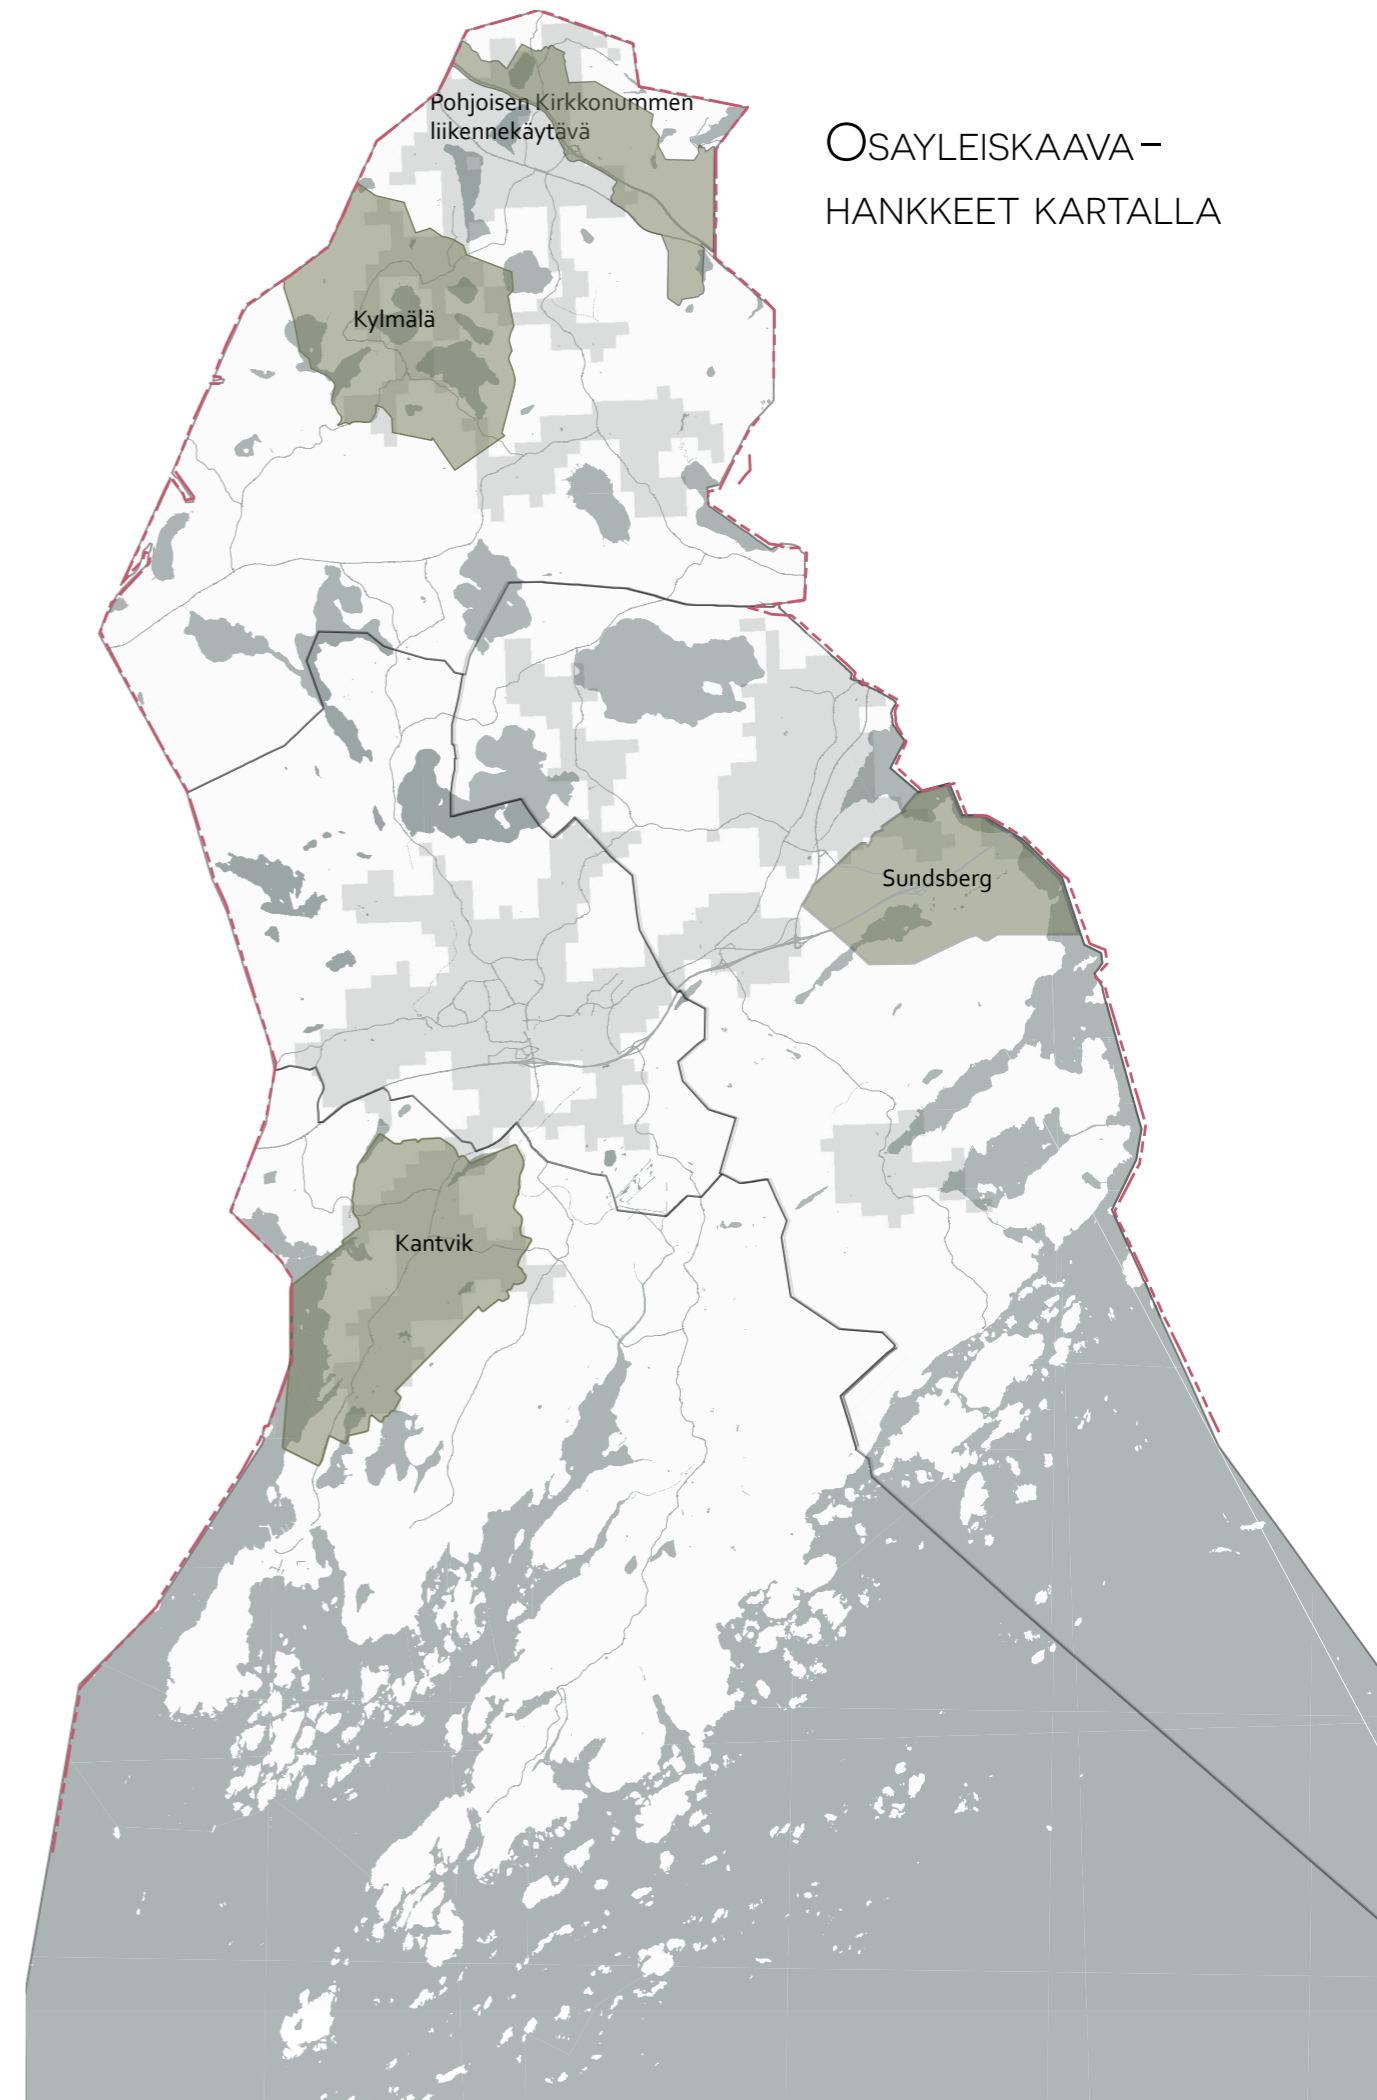 Pohjoisen Kirkkonummen
liikennekäytävä
OSAYLEISKAAVA–
HANKKEET KARTALLA
Kylmälä
Sundsberg
Kantvik